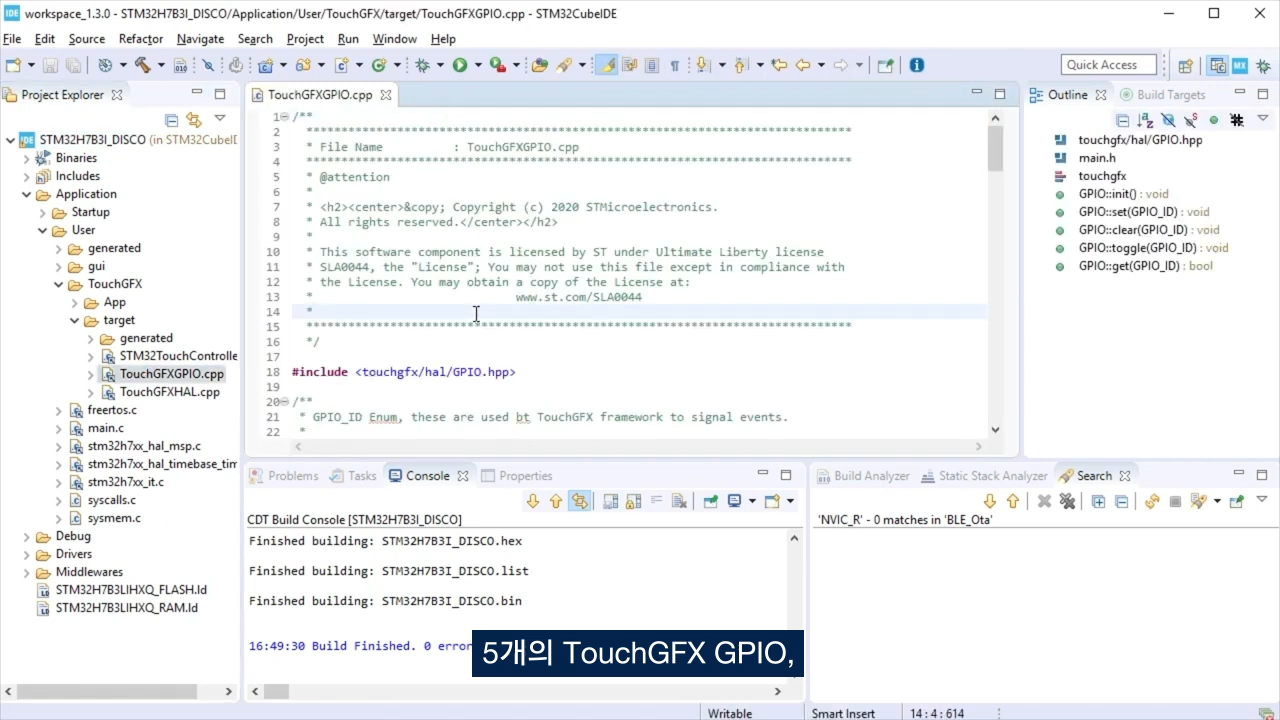 workspace_1.3.0 - STM32H7B3I_DISCO/Application/User/TouchGFX/target/TouchGFXGPIO.cpp - STM32CubeIDE
File Edit Source Refactor Navigate Search Project Run Window Help
Quick Access
Project Explorer
STM32H7B3I_DISCO (in STM32CubeI
Binaries
Includes
Application
Startup
User
generated
gui
TouchGFX
App
target
generated
STM32TouchControlle
TouchGFXGPIO.cpp
TouchGFXHAL.cpp
freertos.c
main.c
stm32h7xx_hal_msp.c
stm32h7xx_hal_timebase_tim
stm32h7xx_it.c
syscalls.c
sysmem.c
Debug
Drivers
Middlewares
STM32H7B3LIHXQ_FLASH.ld
STM32H7B3LIHXQ_RAM.ld
TouchGFXGPIO.cpp
1 /**
2 ******************************************************************************
3 * File Name : TouchGFXGPIO.cpp
4 ******************************************************************************
5 * @attention
6 *
7 * <h2><center>&copy; Copyright (c) 2020 STMicroelectronics.
8 * All rights reserved.</center></h2>
9 *
10 * This software component is licensed by ST under Ultimate Liberty license
11 * SLA0044, the "License"; You may not use this file except in compliance with
12 * the License. You may obtain a copy of the License at:
13 * www.st.com/SLA0044
14 *
15 ******************************************************************************
16 */
17
18 #include <touchgfx/hal/GPIO.hpp>
19
20 /**
21 * GPIO_ID Enum, these are used bt TouchGFX framework to signal events.
22 *
Outline Build Targets
touchgfx/hal/GPIO.hpp
main.h
touchgfx
GPIO::init() : void
GPIO::set(GPIO_ID) : void
GPIO::clear(GPIO_ID) : void
GPIO::toggle(GPIO_ID) : void
GPIO::get(GPIO_ID) : bool
Problems Tasks Console Properties
CDT Build Console [STM32H7B3I_DISCO]
Finished building: STM32H7B3I_DISCO.hex
Finished building: STM32H7B3I_DISCO.list
Finished building: STM32H7B3I_DISCO.bin
16:49:30 Build Finished. 0 error
Build Analyzer Static Stack Analyzer Search
'NVIC_R' - 0 matches in 'BLE_Ota'
5개의 TouchGFX GPIO,
Writable Smart Insert 14 : 4 : 614